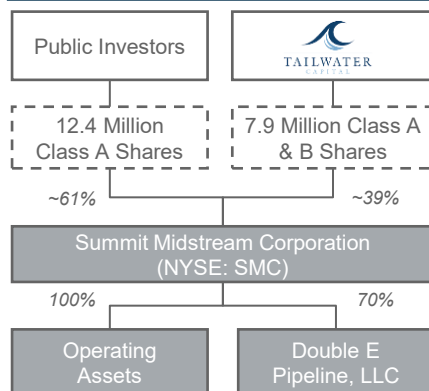 Public Investors
TAILWATER
CAPITAL
12.4 Million
Class A Shares
7.9 Million Class A
& B Shares
~61%
~39%
Summit Midstream Corporation
(NYSE: SMC)
100%
70%
Operating
Assets
Double E
Pipeline, LLC